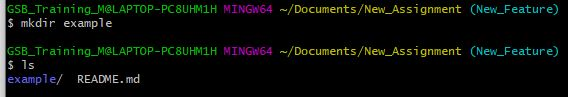 GSB_Training_M@LAPTOP-PC8UHM1H MINGW64 ~/Documents/New_Assignment (New_Feature)
$ mkdir example
GSB_Training_M@LAPTOP-PC8UHM1H MINGW64 ~/Documents/New_Assignment (New_Feature)
$ ls
example/  README.md